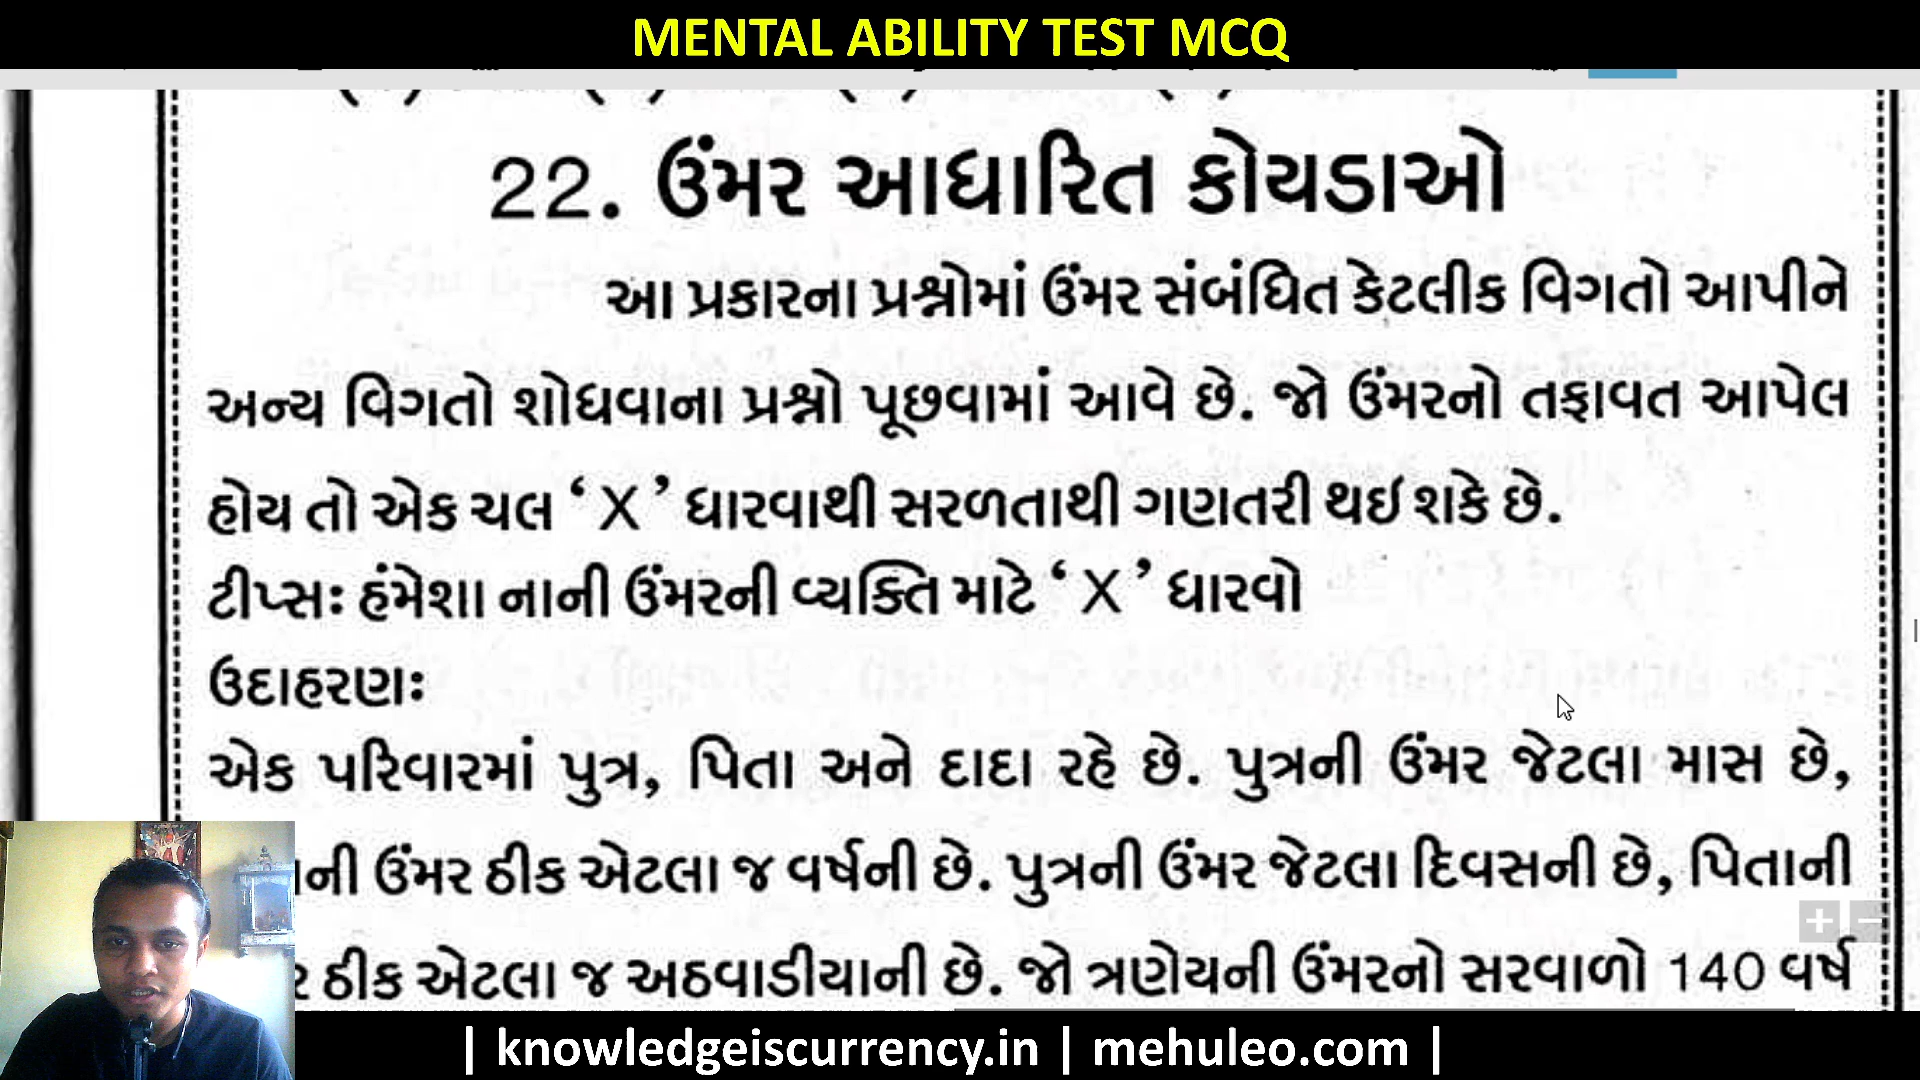 MENTAL ABILITY TEST MCQ
22. ઉંમર આધારિત કોયડાઓ
આ પ્રકારના પ્રશ્નોમાં ઉંમર સંબંધિત કેટલીક વિગતો આપીને
અન્ય વિગતો શોધવાના પ્રશ્નો પૂછવામાં આવે છે. જો ઉંમરનો તફાવત આપેલ
હોય તો એક ચલ ‘ X ’ ધારવાથી સરળતાથી ગણતરી થઇ શકે છે.
ટીપ્સઃ હંમેશા નાની ઉંમરની વ્યક્તિ માટે ‘ X ’ ધારવો
ઉદાહરણઃ
એક પરિવારમાં પુત્ર, પિતા અને દાદા રહે છે. પુત્રની ઉંમર જેટલા માસ છે,
ઉંમર ઠીક એટલા જ વર્ષની છે. પુત્રની ઉંમર જેટલા દિવસની છે, પિતાની
ઠીક એટલા જ અઠવાડીયાની છે. જો ત્રણેયની ઉંમરનો સરવાળો 140 વર્ષ
| knowledgeiscurrency.in | mehuleo.com |